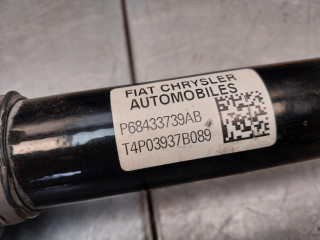 FIAT CHRYSLER
AUTOMOBILES
P68433739AB
T4P03937B089